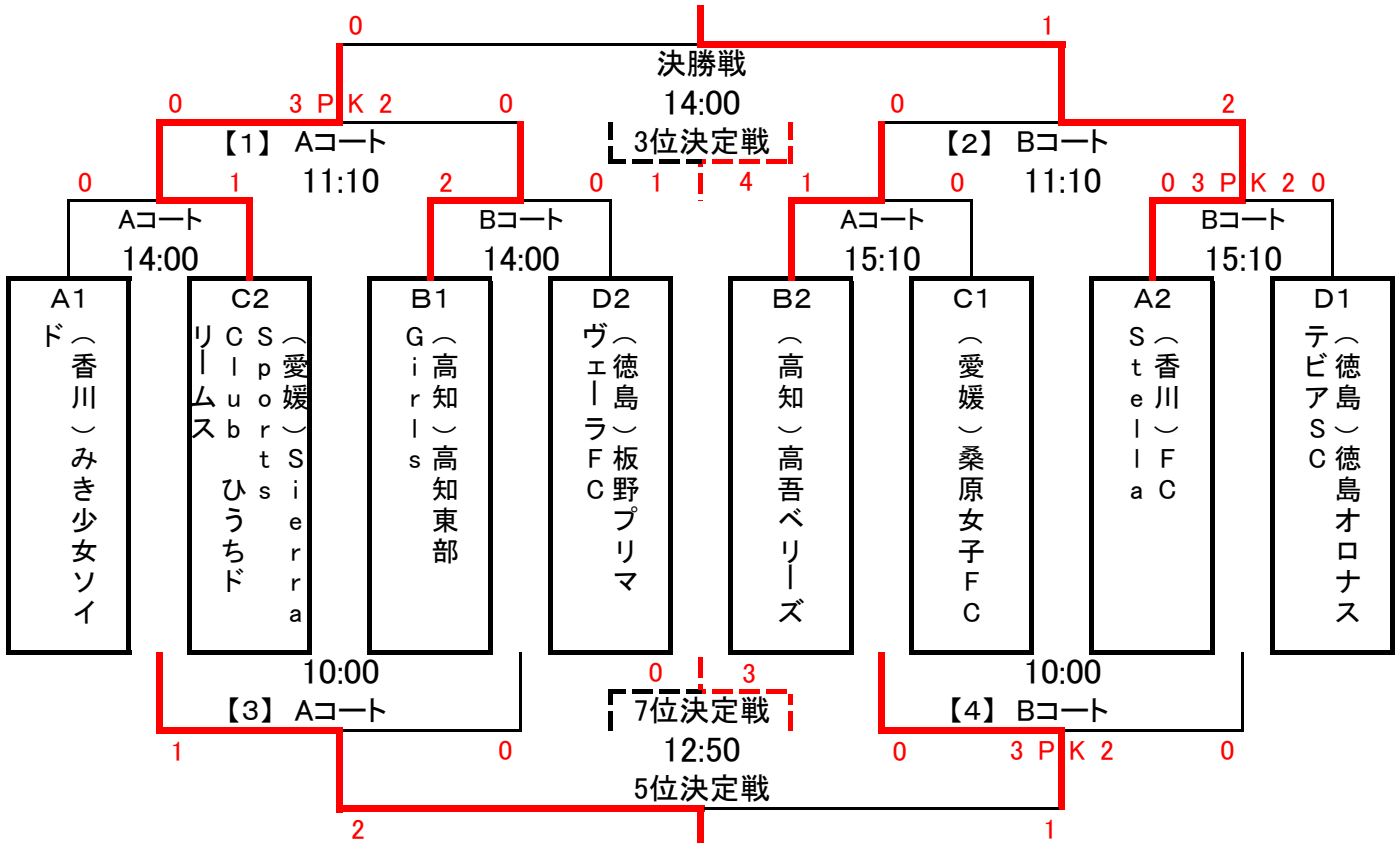 0 1
決勝戦
14:00
0 3 P K 2 0 0 2
【1】 Aコート 3位決定戦 【2】 Bコート
11:10 11:10
0 1 2 0 1 4 1 0 0 3 P K 2 0
Aコート Bコート Aコート Bコート
14:00 14:00 15:10 15:10
A1
(香川)みき少女ソイ
ド
C2
(愛媛)Sierra
Sports
Club ひうちド
リームス
B1
(高知)高知東部
Girls
D2
(徳島)板野プリマ
ヴェーラFC
B2
(高知)高吾ベリーズ
C1
(愛媛)桑原女子FC
A2
(香川)FC
Stella
D1
(徳島)徳島オロナス
テビアSC
10:00 0 3 10:00
【3】 Aコート 7位決定戦 【4】 Bコート
1 0 12:50 0 3 P K 2 0
5位決定戦
2 1